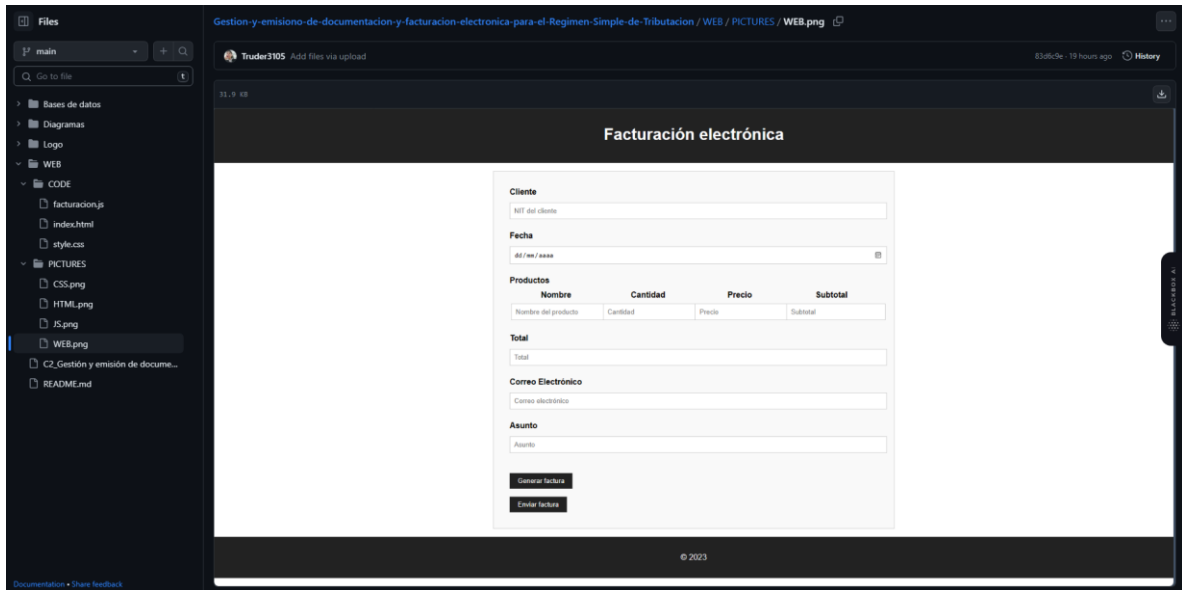 Files
Gestion-y-emisiono-de-documentacion-y-facturacion-electronica-para-el-Regimen-Simple-de-Tributacion / WEB / PICTURES / WEB.png
main
Truder3105 Add files via upload
83d6c9e · 19 hours ago History
Go to file
t
31.9 KB
Bases de datos
Diagramas
Logo
WEB
CODE
facturacion.js
index.html
style.css
PICTURES
CSS.png
HTML.png
JS.png
WEB.png
C2_Gestión y emisión de docume...
README.md
Documentation • Share feedback
Facturación electrónica
Cliente
NIT del cliente
Fecha
dd/mm/aaaa
Productos
Nombre Cantidad Precio Subtotal
Nombre del producto Cantidad Precio Subtotal
Total
Total
Correo Electrónico
Correo electrónico
Asunto
Asunto
Generar factura
Enviar factura
© 2023
BLACKBOX AI